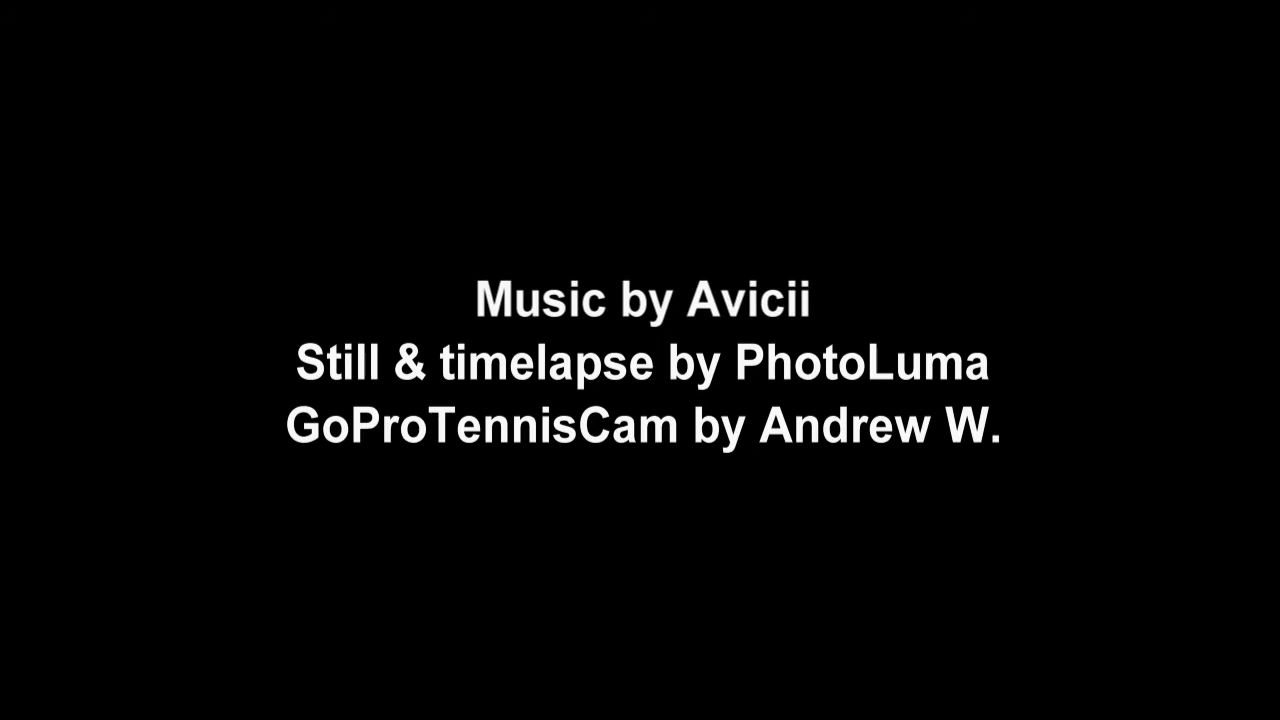 Music by Avicii
Still & timelapse by PhotoLuma
GoProTennisCam by Andrew W.